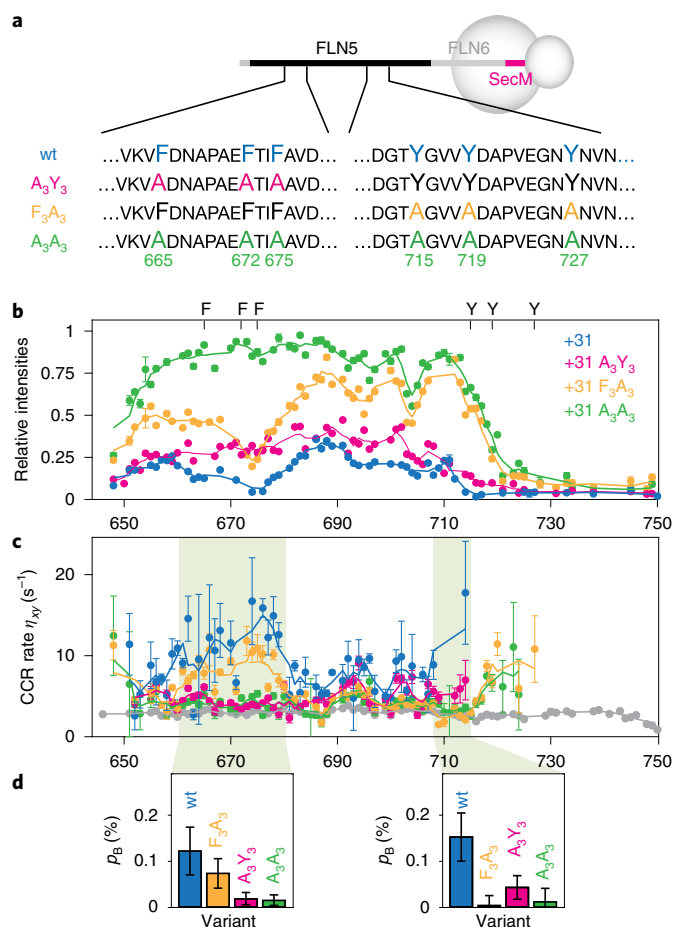 a
FLN5
FLN6
SecM
wt
...VKVFDNAPAEFTIFAVD...
...DGTYGVVYDAPVEGNYNVN...
A₃Y₃
...VKVADNAPAEATIAAVD...
...DGTYGVVYDAPVEGNYNVN...
F₃A₃
...VKVFDNAPAEFTIFAVD...
...DGTAGVVADAPVEGNANVN...
A₃A₃
...VKVADNAPAEATIAAVD...
...DGTAGVVADAPVEGNANVN...
665 672 675
715 719 727
b
F F F Y Y Y
Relative intensities
1
0.75
0.5
0.25
0
+31
+31 A₃Y₃
+31 F₃A₃
+31 A₃A₃
650 670 690 710 730 750
c
CCR rate ηxy (s⁻¹)
20
10
0
650 670 690 710 730 750
d
pB (%)
0.2
0.1
0
wt
F₃A₃
A₃Y₃
A₃A₃
Variant
pB (%)
0.2
0.1
0
wt
F₃A₃
A₃Y₃
A₃A₃
Variant